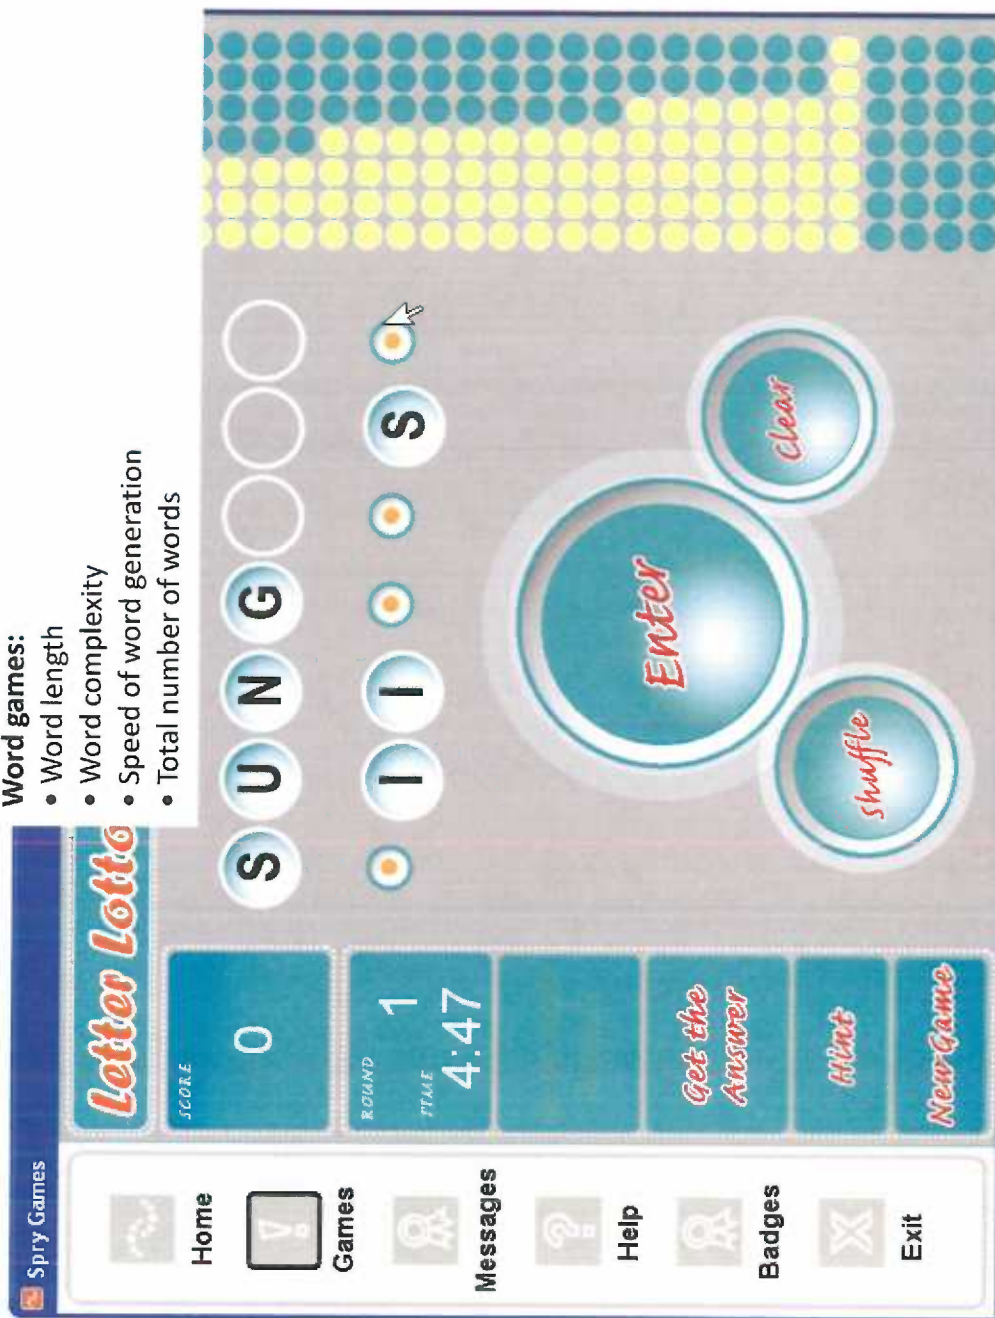 Word games:
• Word length
• Word complexity
• Speed of word generation
• Total number of words
Spry Games
Home
Games
Messages
Help
Badges
Exit
Letter Lotto
SCORE
0
ROUND
1
TIME
4:47
Get the
Answer
Hint
New Game
S U N G
I I S
Enter
shuffle
Clear